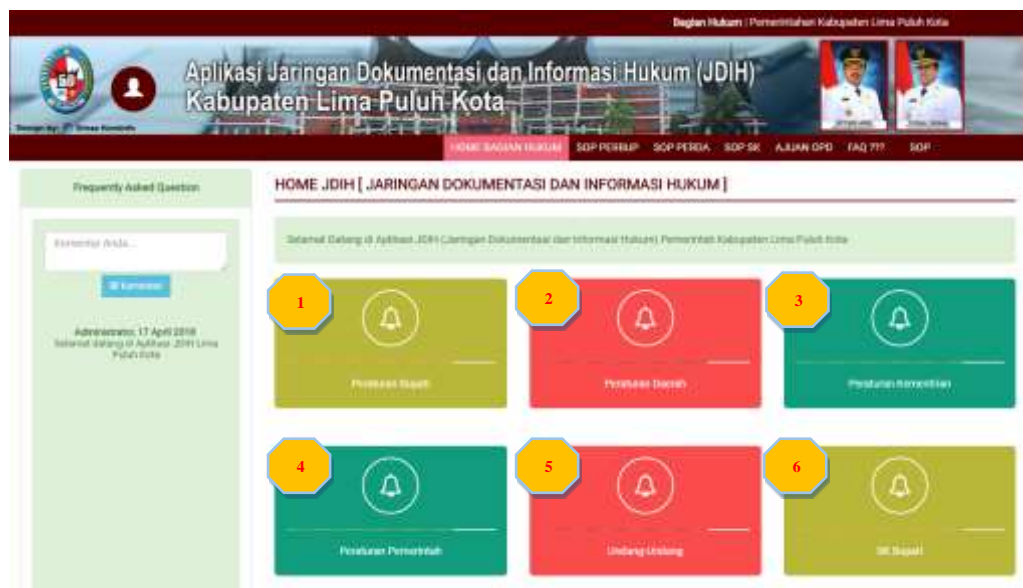 Bagian Hukum | Pemerintahan Kabupaten Lima Puluh Kota
Aplikasi Jaringan Dokumentasi dan Informasi Hukum (JDIH)
Kabupaten Lima Puluh Kota
HOME BAGIAN HUKUM SOP PERBUP SOP PERDA SOP SK AJUAN OPD FAQ ??? SOP
Frequently Asked Question
Komentar Anda...
Komentar
Administrator, 17 April 2018
Selamat datang di Aplikasi JDIH Lima
Puluh Kota
HOME JDIH [ JARINGAN DOKUMENTASI DAN INFORMASI HUKUM ]
Selamat Datang di Aplikasi JDIH (Jaringan Dokumentasi dan Informasi Hukum) Pemerintah Kabupaten Lima Puluh Kota
1
Peraturan Bupati
2
Peraturan Daerah
3
Peraturan Kementrian
4
Peraturan Pemerintah
5
Undang-Undang
6
SK Bupati